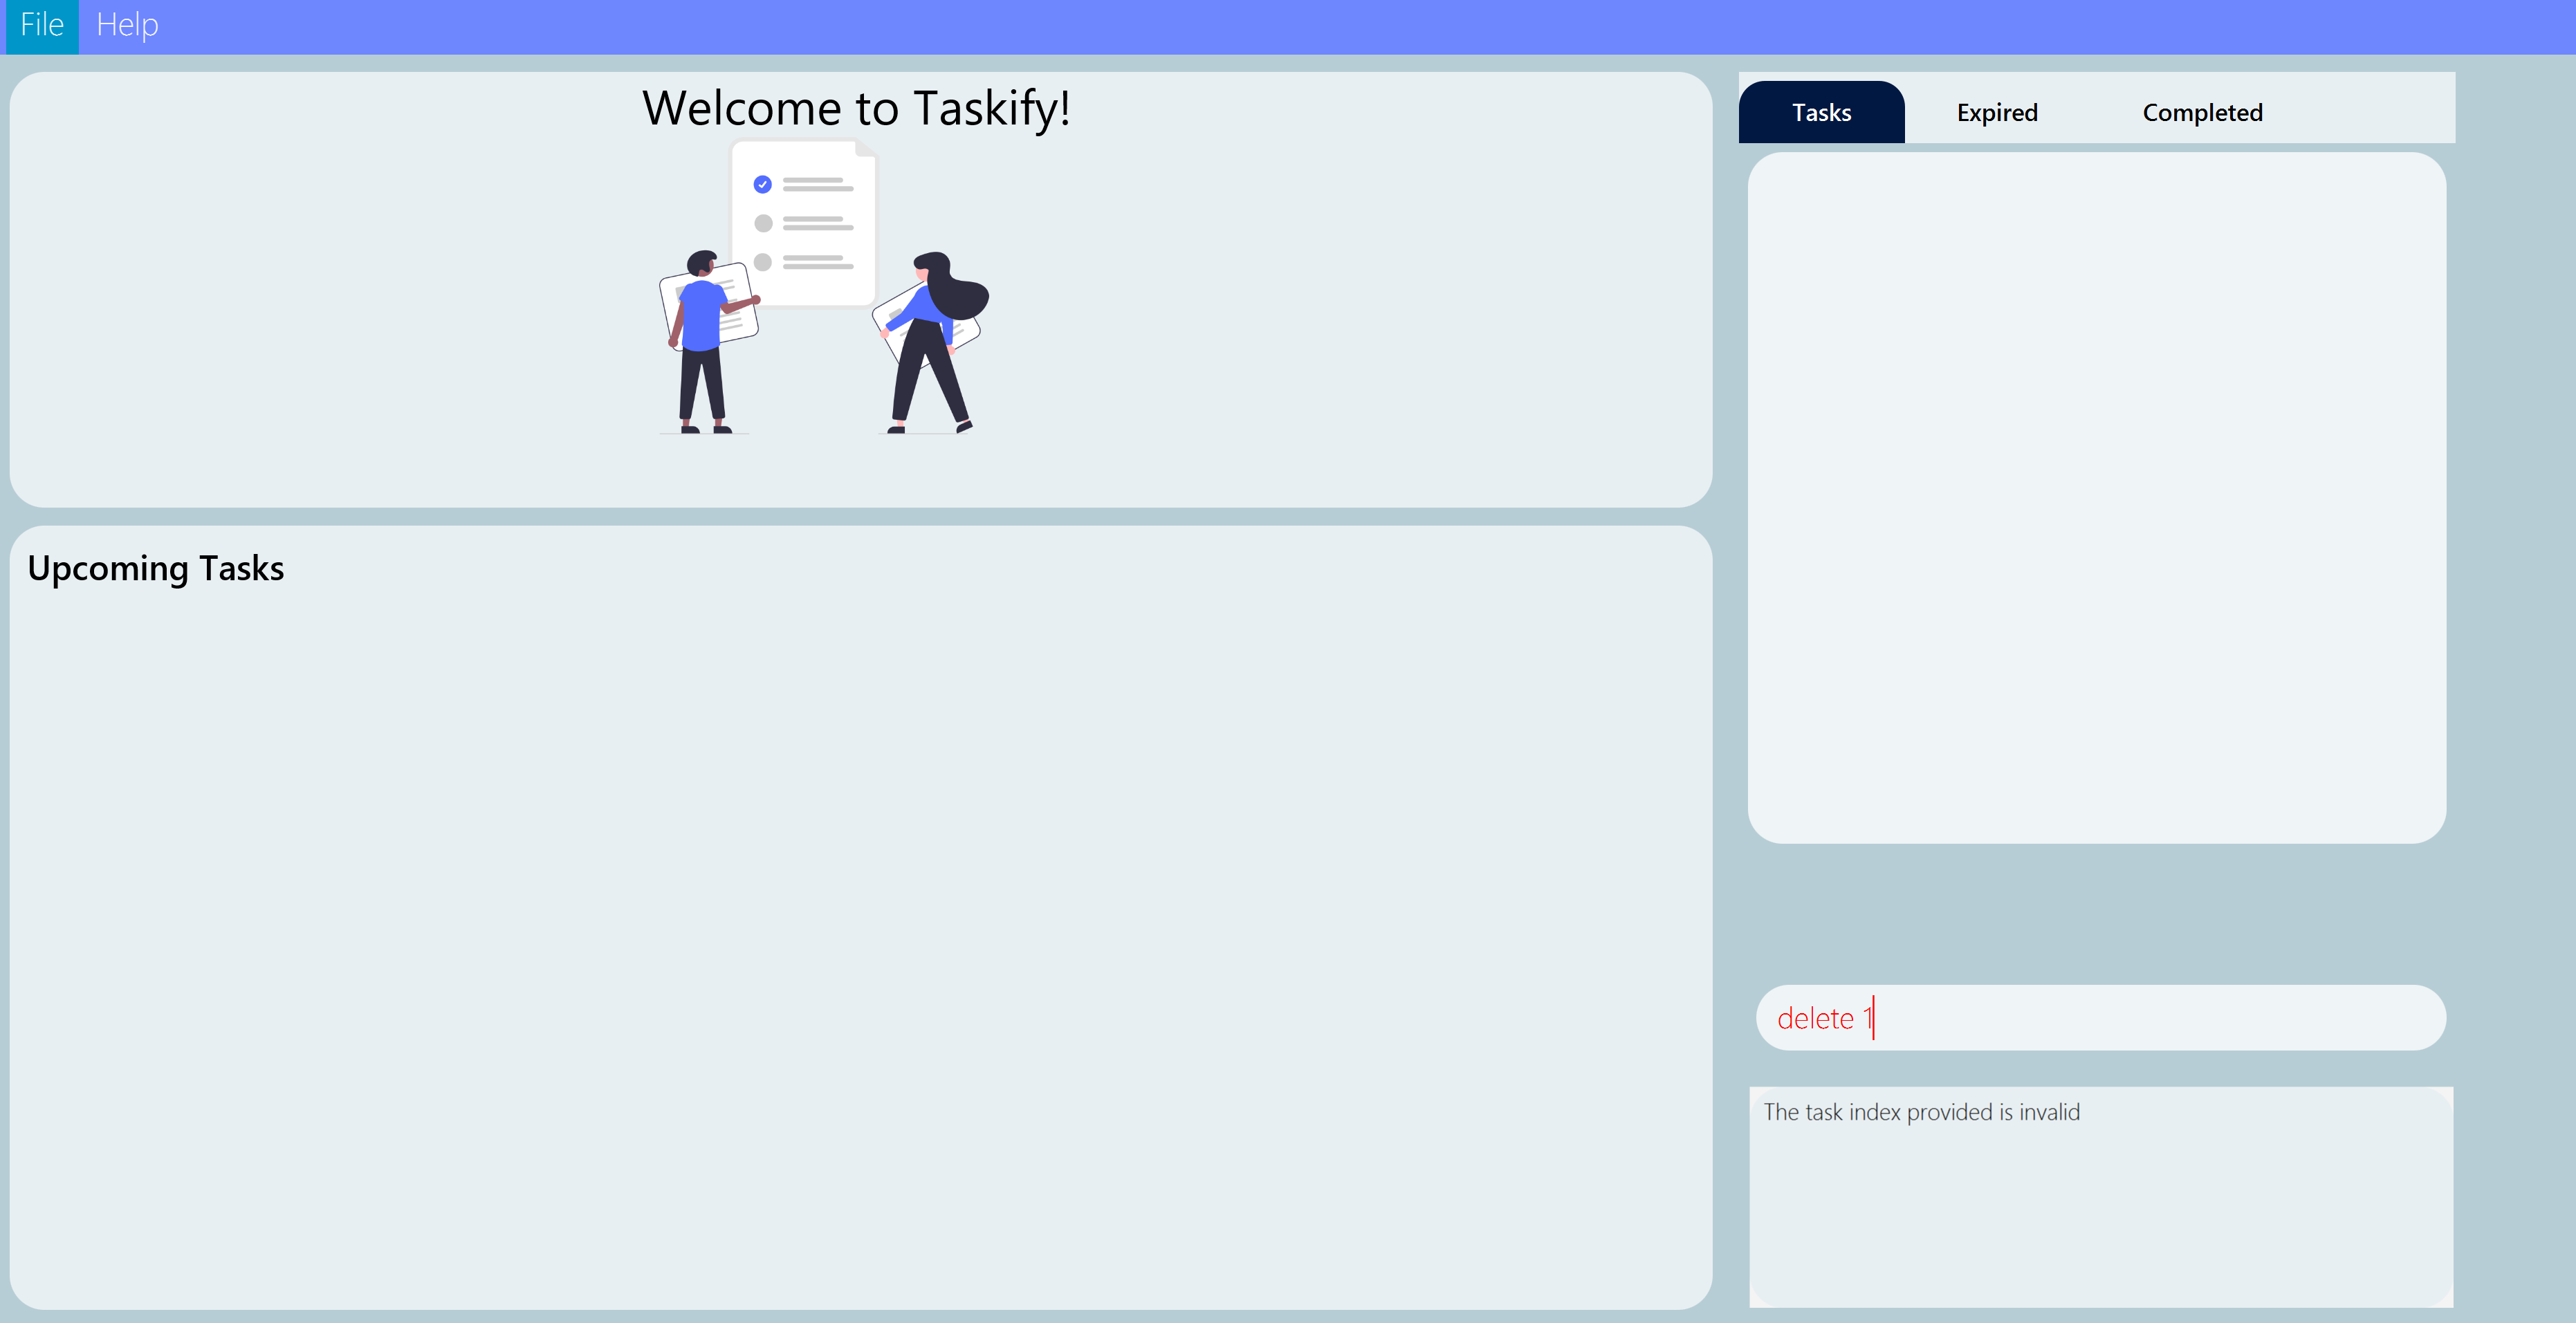 File Help
Welcome to Taskify!
Upcoming Tasks
Tasks Expired Completed
delete 1
The task index provided is invalid